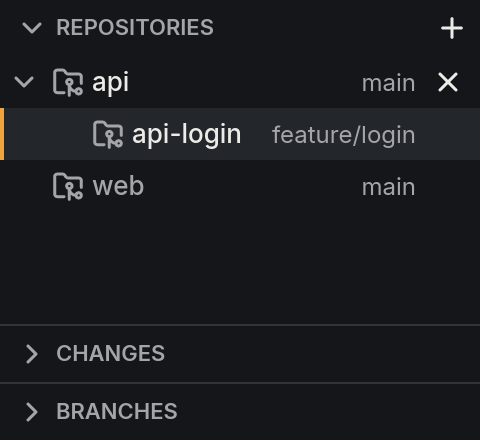 REPOSITORIES
api main
api-login feature/login
web main
CHANGES
BRANCHES